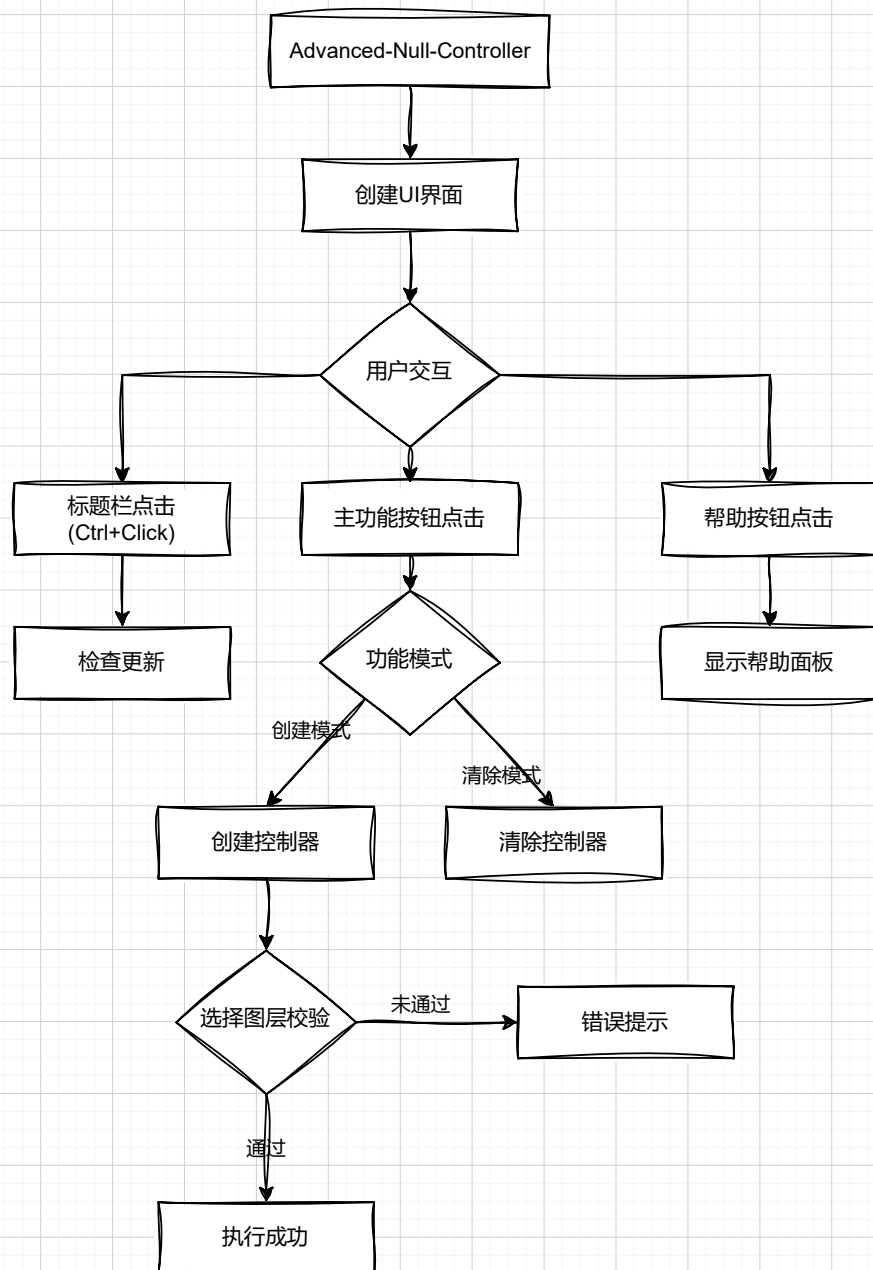 Advanced-Null-Controller
创建UI界面
用户交互
标题栏点击
(Ctrl+Click)
主功能按钮点击
帮助按钮点击
检查更新
功能模式
显示帮助面板
创建模式
清除模式
创建控制器
清除控制器
选择图层校验
未通过
错误提示
通过
执行成功